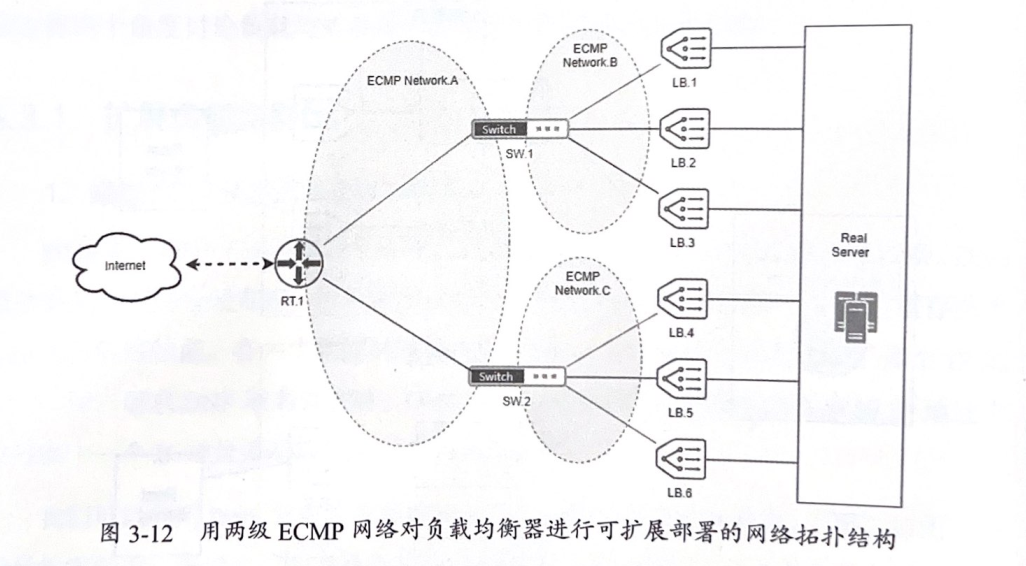 ECMP Network.A
ECMP
Network.B
LB.1
Switch
SW.1
LB.2
LB.3
Internet
RT.1
Real
Server
ECMP
Network.C
LB.4
Switch
SW.2
LB.5
LB.6
图 3-12 用两级 ECMP 网络对负载均衡器进行可扩展部署的网络拓扑结构